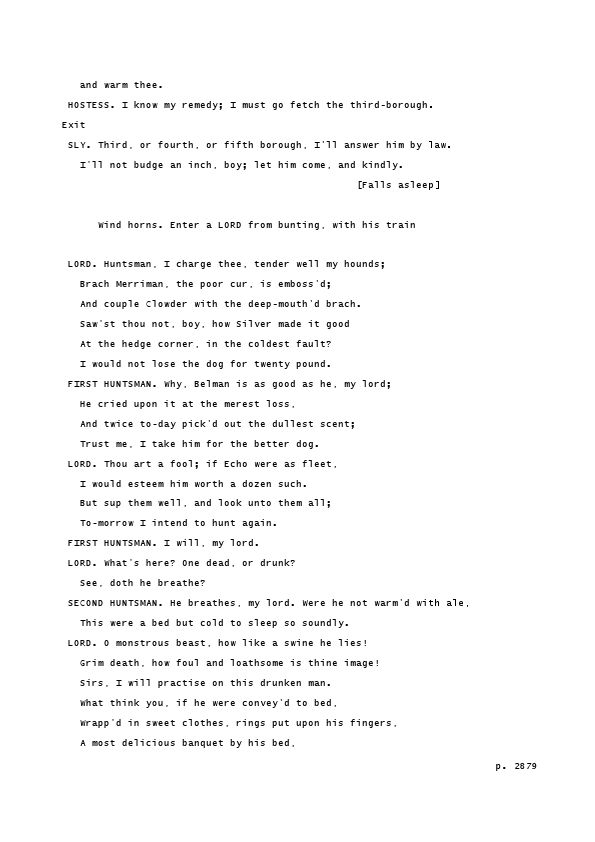 and warm thee.
HOSTESS. I know my remedy; I must go fetch the third-borough.
Exit
SLY. Third, or fourth, or fifth borough, I'll answer him by law.
I'll not budge an inch, boy; let him come, and kindly.
[Falls asleep]
Wind horns. Enter a LORD from bunting, with his train
LORD. Huntsman, I charge thee, tender well my hounds;
Brach Merriman, the poor cur, is emboss'd;
And couple Clowder with the deep-mouth'd brach.
Saw'st thou not, boy, how Silver made it good
At the hedge corner, in the coldest fault?
I would not lose the dog for twenty pound.
FIRST HUNTSMAN. Why, Belman is as good as he, my lord;
He cried upon it at the merest loss,
And twice to-day pick'd out the dullest scent;
Trust me, I take him for the better dog.
LORD. Thou art a fool; if Echo were as fleet,
I would esteem him worth a dozen such.
But sup them well, and look unto them all;
To-morrow I intend to hunt again.
FIRST HUNTSMAN. I will, my lord.
LORD. What's here? One dead, or drunk?
See, doth he breathe?
SECOND HUNTSMAN. He breathes, my lord. Were he not warm'd with ale,
This were a bed but cold to sleep so soundly.
LORD. O monstrous beast, how like a swine he lies!
Grim death, how foul and loathsome is thine image!
Sirs, I will practise on this drunken man.
What think you, if he were convey'd to bed,
Wrapp'd in sweet clothes, rings put upon his fingers,
A most delicious banquet by his bed,
p. 2879